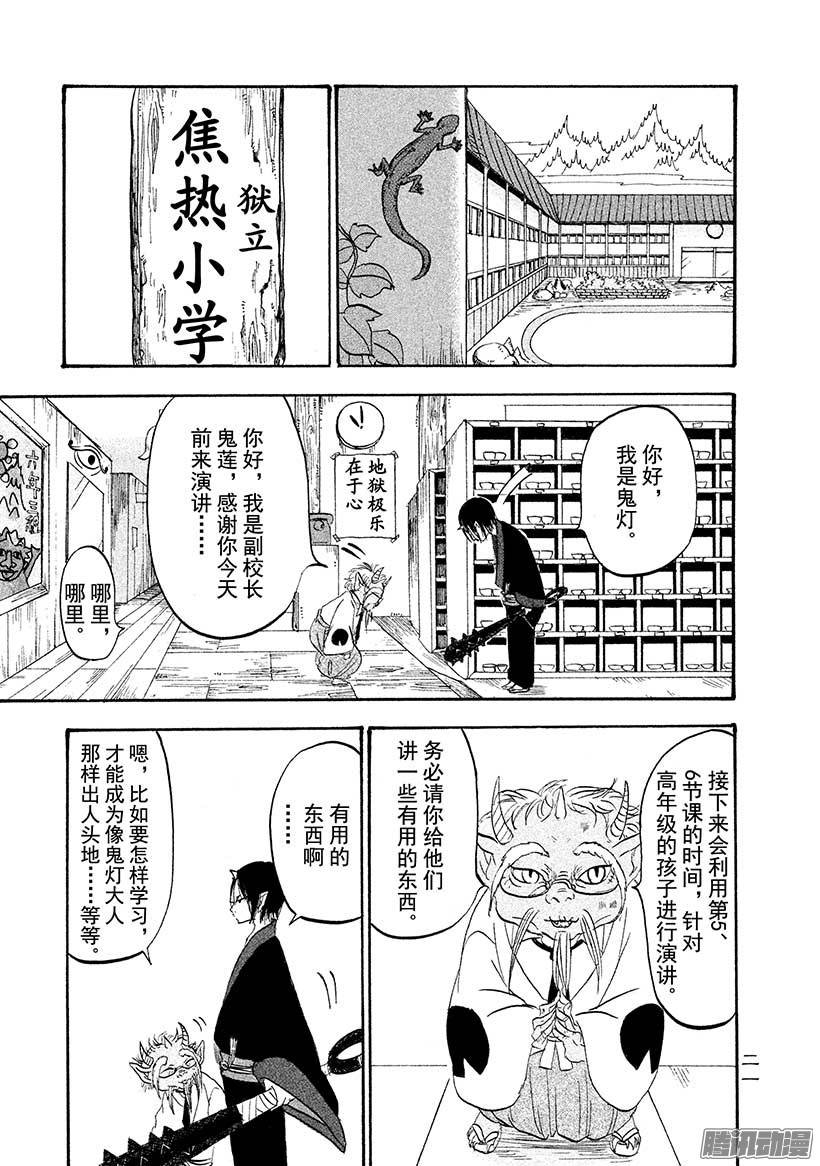 狱立
焦热小学
你好，
我是鬼灯。
地狱极乐
在于心
你好，我是副校长
鬼莲，感谢你今天
前来演讲……
哪里，
哪里。
接下来会利用第5、
6节课的时间，针对
高年级的孩子进行演讲。
务必请你给他们
讲一些有用的东西。
有用的
东西啊
……
嗯，比如要怎样学习，
才能成为像鬼灯大人
那样出人头地……等等。
二一
腾讯动漫